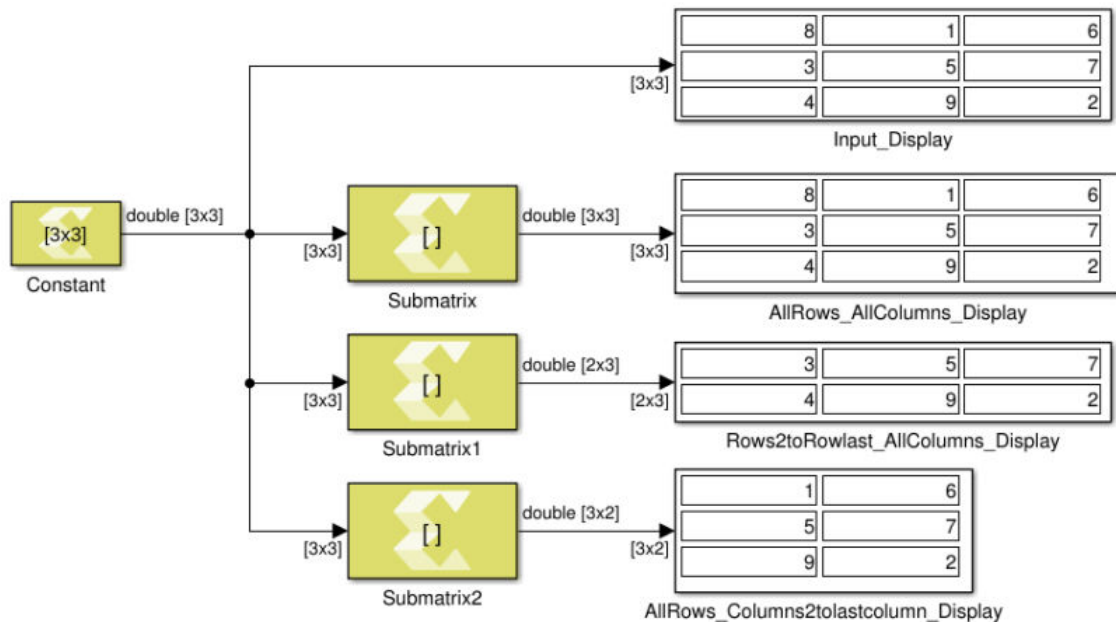 8 1 6
3 5 7
[3x3]
4 9 2
Input_Display
double [3x3]
[3x3]
Constant
[3x3]
[ ]
Submatrix
double [3x3]
[3x3]
8 1 6
3 5 7
4 9 2
AllRows_AllColumns_Display
[3x3]
[ ]
Submatrix1
double [2x3]
[2x3]
3 5 7
4 9 2
Rows2toRowlast_AllColumns_Display
[3x3]
[ ]
Submatrix2
double [3x2]
[3x2]
1 6
5 7
9 2
AllRows_Columns2tolastcolumn_Display